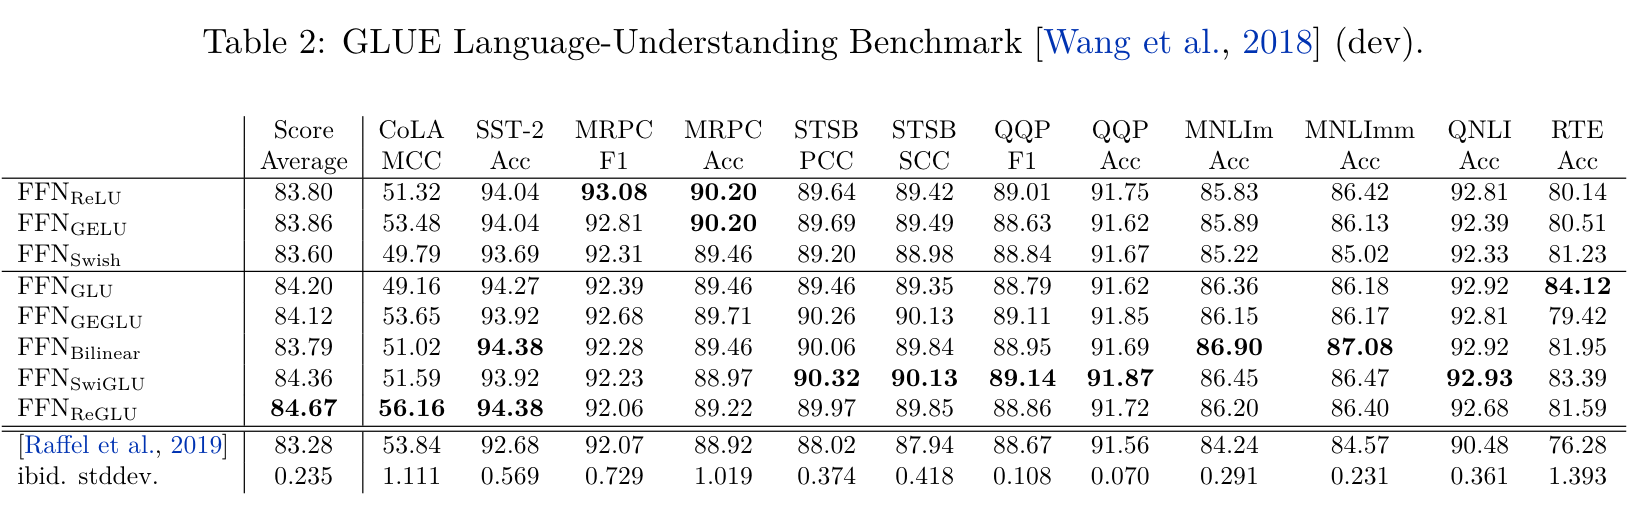 Table 2: GLUE Language-Understanding Benchmark [Wang et al., 2018] (dev).
Score CoLA SST-2 MRPC MRPC STSB STSB QQP QQP MNLIm MNLImm QNLI RTE
Average MCC Acc F1 Acc PCC SCC F1 Acc Acc Acc Acc Acc
FFNReLU 83.80 51.32 94.04 93.08 90.20 89.64 89.42 89.01 91.75 85.83 86.42 92.81 80.14
FFNGELU 83.86 53.48 94.04 92.81 90.20 89.69 89.49 88.63 91.62 85.89 86.13 92.39 80.51
FFNSwish 83.60 49.79 93.69 92.31 89.46 89.20 88.98 88.84 91.67 85.22 85.02 92.33 81.23
FFNGLU 84.20 49.16 94.27 92.39 89.46 89.46 89.35 88.79 91.62 86.36 86.18 92.92 84.12
FFNGEGLU 84.12 53.65 93.92 92.68 89.71 90.26 90.13 89.11 91.85 86.15 86.17 92.81 79.42
FFNBilinear 83.79 51.02 94.38 92.28 89.46 90.06 89.84 88.95 91.69 86.90 87.08 92.92 81.95
FFNSwiGLU 84.36 51.59 93.92 92.23 88.97 90.32 90.13 89.14 91.87 86.45 86.47 92.93 83.39
FFNReGLU 84.67 56.16 94.38 92.06 89.22 89.97 89.85 88.86 91.72 86.20 86.40 92.68 81.59
[Raffel et al., 2019] 83.28 53.84 92.68 92.07 88.92 88.02 87.94 88.67 91.56 84.24 84.57 90.48 76.28
ibid. stddev. 0.235 1.111 0.569 0.729 1.019 0.374 0.418 0.108 0.070 0.291 0.231 0.361 1.393